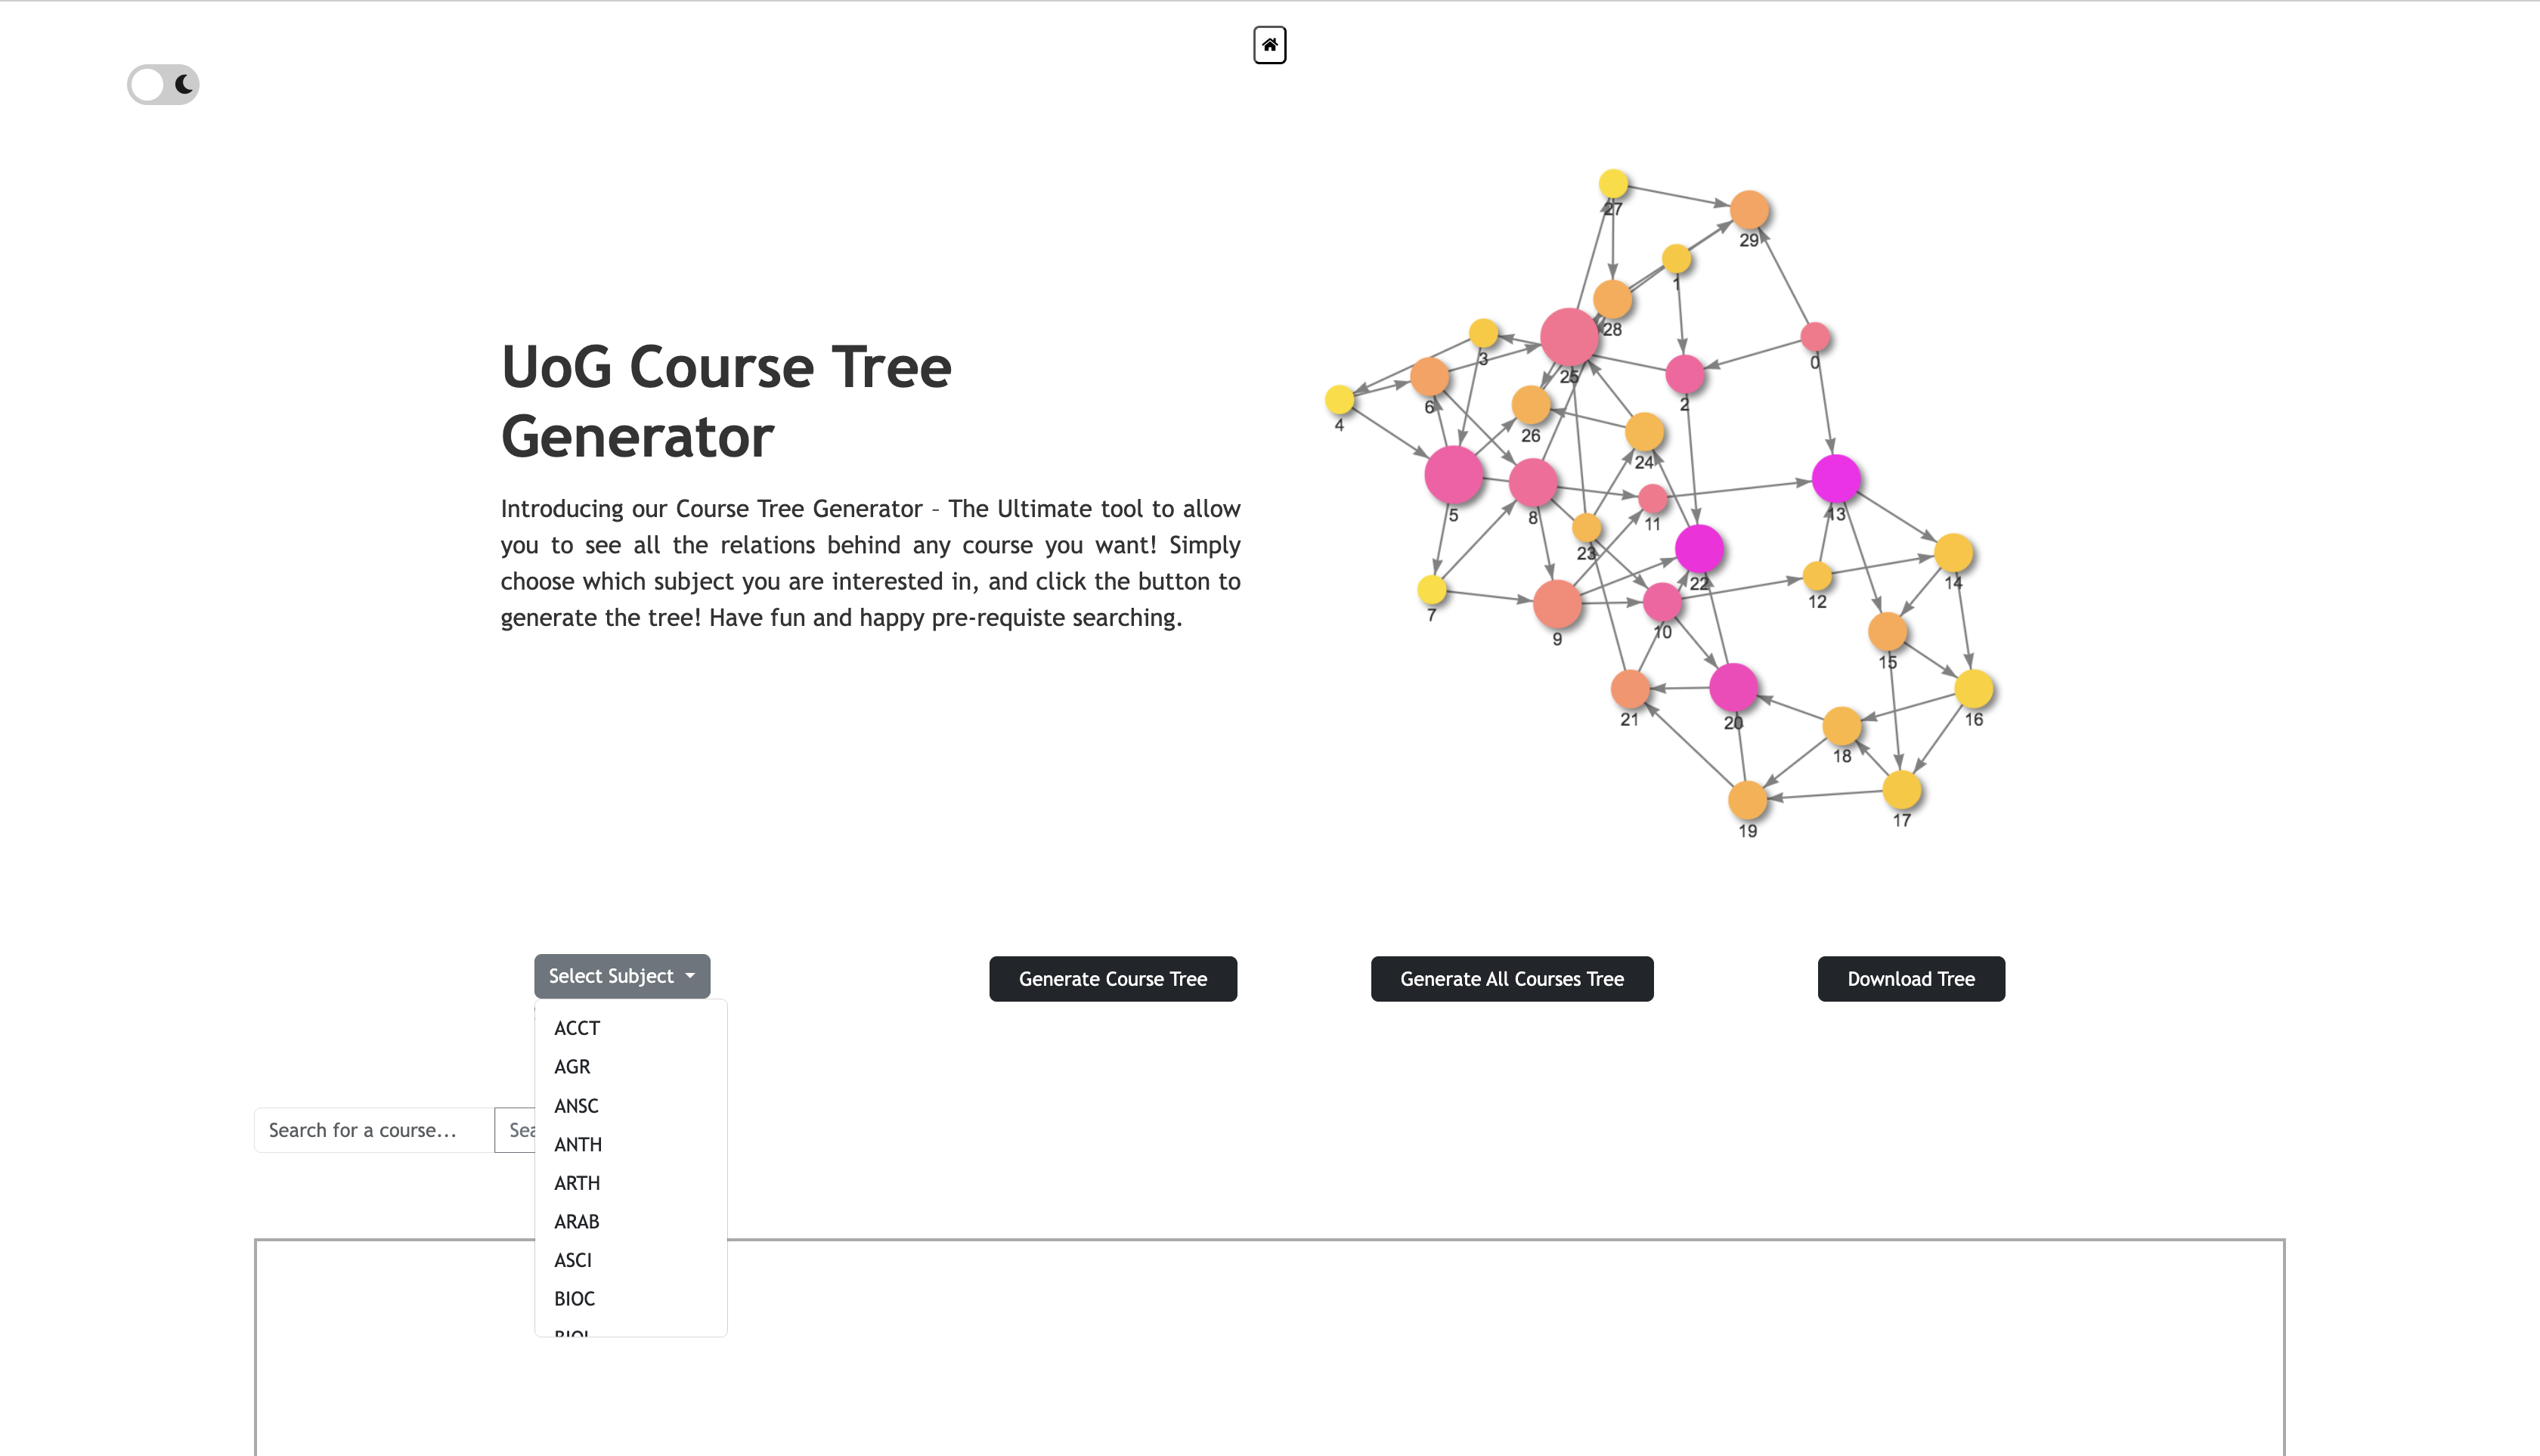 UoG Course Tree
Generator
Introducing our Course Tree Generator – The Ultimate tool to allow
you to see all the relations behind any course you want! Simply
choose which subject you are interested in, and click the button to
generate the tree! Have fun and happy pre-requiste searching.
27
29
1
28
3
0
25
2
6
4
26
24
5
8
11
13
23
22
14
12
7
9
10
15
21
20
16
18
17
19
Select Subject
Generate Course Tree
Generate All Courses Tree
Download Tree
ACCT
AGR
ANSC
ANTH
ARTH
ARAB
ASCI
BIOC
Search for a course...